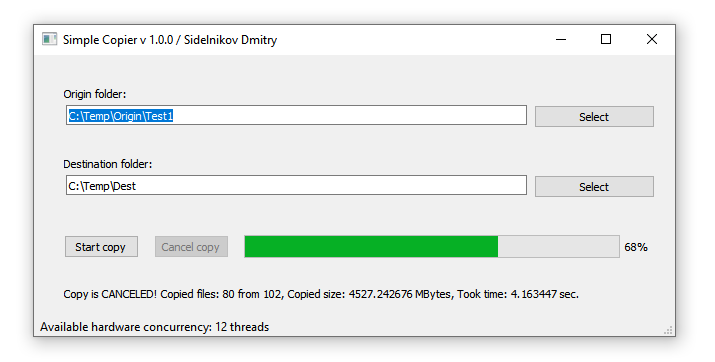 Simple Copier v 1.0.0 / Sidelnikov Dmitry
Origin folder:
C:\Temp\Origin\Test1
Select
Destination folder:
C:\Temp\Dest
Select
Start copy
Cancel copy
68%
Copy is CANCELED! Copied files: 80 from 102, Copied size: 4527.242676 MBytes, Took time: 4.163447 sec.
Available hardware concurrency: 12 threads